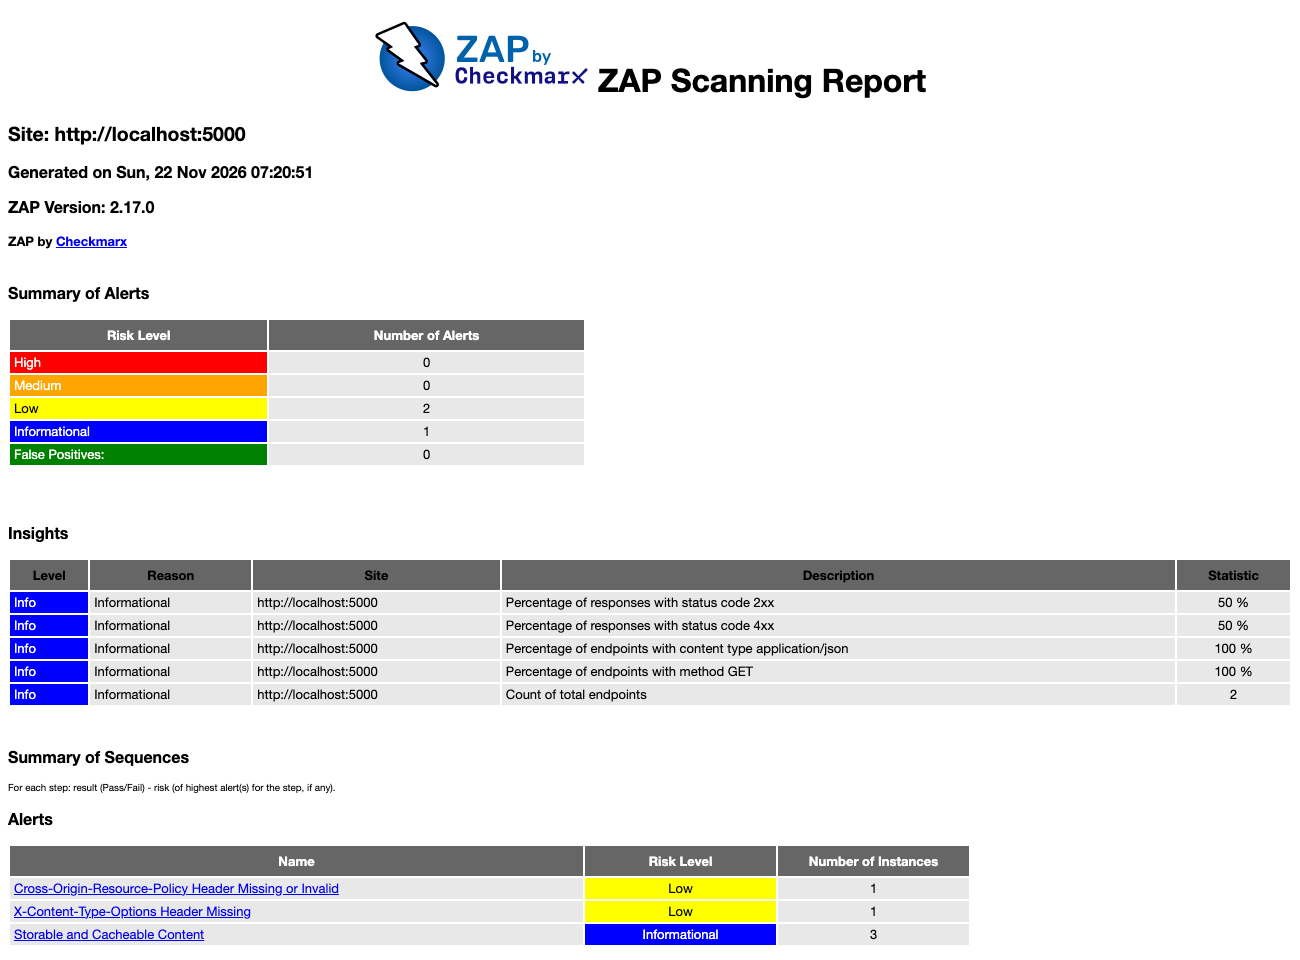 ZAP by
Checkmarx ZAP Scanning Report
Site: http://localhost:5000
Generated on Sun, 22 Nov 2026 07:20:51
ZAP Version: 2.17.0
ZAP by Checkmarx
Summary of Alerts
Risk Level Number of Alerts
High 0
Medium 0
Low 2
Informational 1
False Positives: 0
Insights
Level Reason Site Description Statistic
Info Informational http://localhost:5000 Percentage of responses with status code 2xx 50 %
Info Informational http://localhost:5000 Percentage of responses with status code 4xx 50 %
Info Informational http://localhost:5000 Percentage of endpoints with content type application/json 100 %
Info Informational http://localhost:5000 Percentage of endpoints with method GET 100 %
Info Informational http://localhost:5000 Count of total endpoints 2
Summary of Sequences
For each step: result (Pass/Fail) - risk (of highest alert(s) for the step, if any).
Alerts
Name Risk Level Number of Instances
Cross-Origin-Resource-Policy Header Missing or Invalid Low 1
X-Content-Type-Options Header Missing Low 1
Storable and Cacheable Content Informational 3